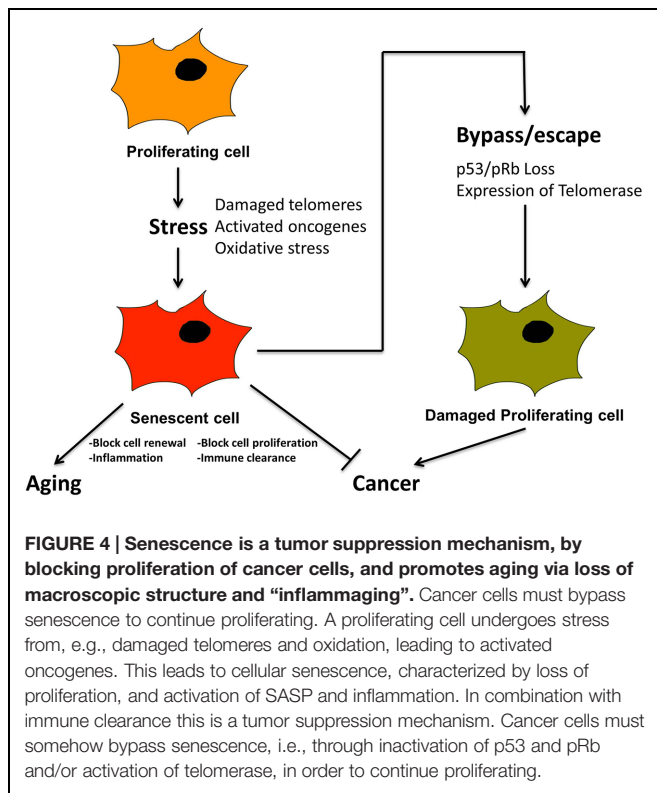 Proliferating cell
Stress
Damaged telomeres
Activated oncogenes
Oxidative stress
Senescent cell
-Block cell renewal
-Inflammation
-Block cell proliferation
-Immune clearance
Aging
Cancer
Bypass/escape
p53/pRb Loss
Expression of Telomerase
Damaged Proliferating cell
FIGURE 4 | Senescence is a tumor suppression mechanism, by
blocking proliferation of cancer cells, and promotes aging via loss of
macroscopic structure and “inflammaging”. Cancer cells must bypass
senescence to continue proliferating. A proliferating cell undergoes stress
from, e.g., damaged telomeres and oxidation, leading to activated
oncogenes. This leads to cellular senescence, characterized by loss of
proliferation, and activation of SASP and inflammation. In combination with
immune clearance this is a tumor suppression mechanism. Cancer cells must
somehow bypass senescence, i.e., through inactivation of p53 and pRb
and/or activation of telomerase, in order to continue proliferating.